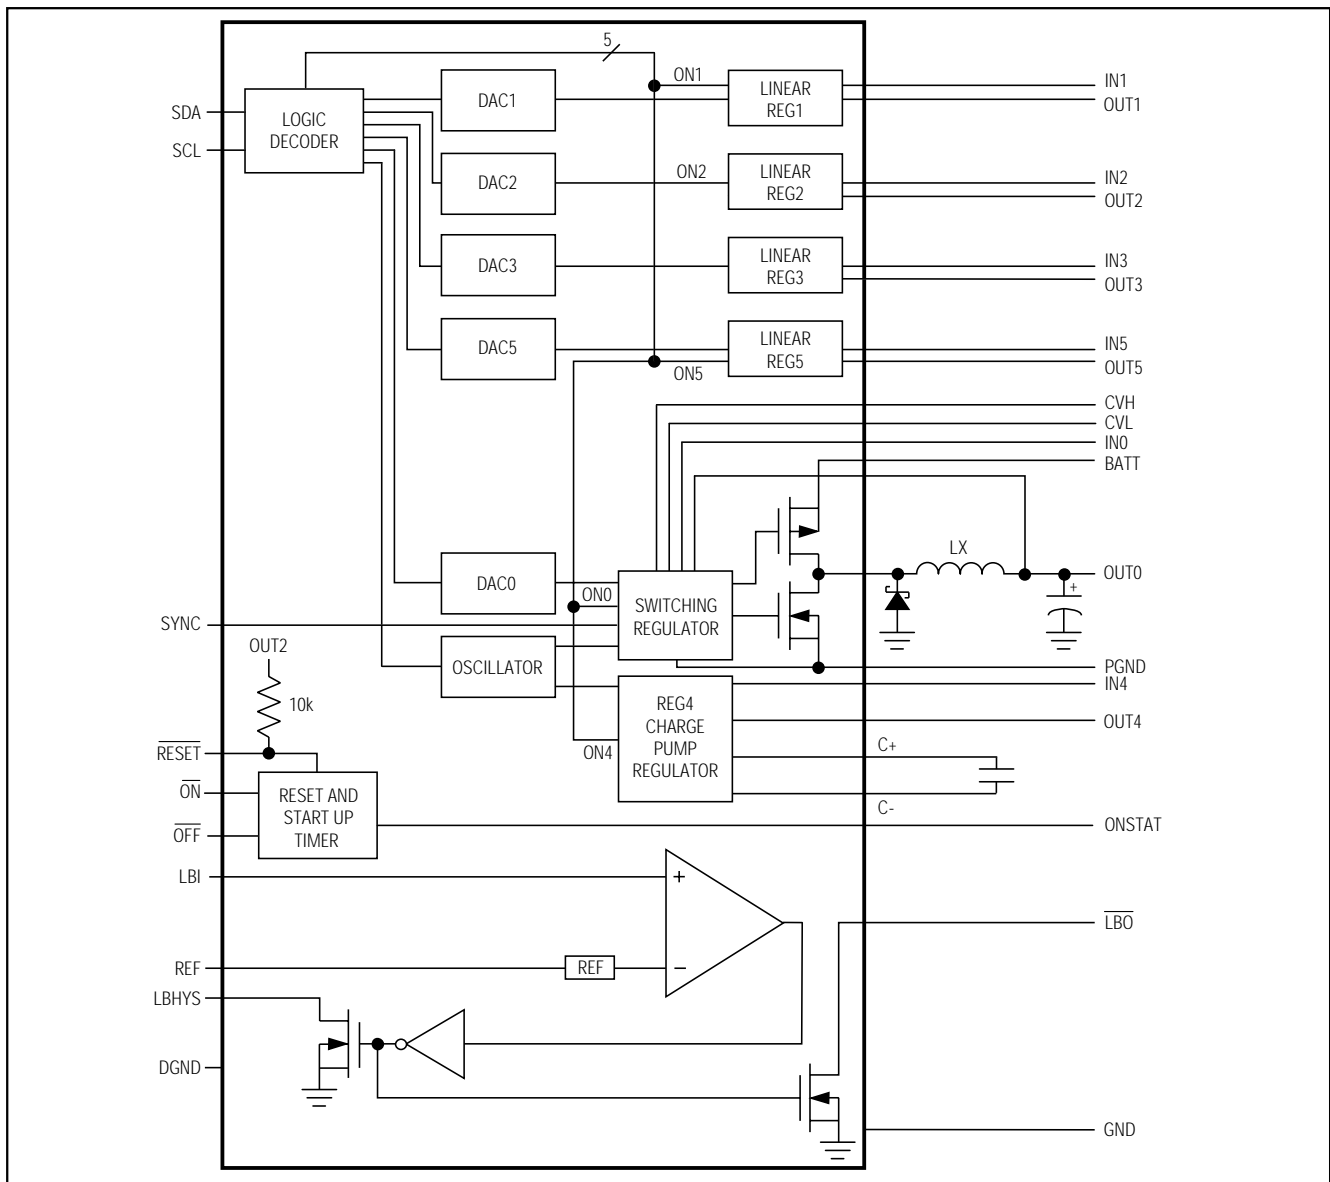 5
ON1
IN1
LINEAR
REG1
DAC1
OUT1
SDA
LOGIC
DECODER
SCL
ON2
LINEAR
REG2
IN2
DAC2
OUT2
LINEAR
REG3
IN3
DAC3
OUT3
LINEAR
REG5
IN5
DAC5
OUT5
ON5
CVH
CVL
IN0
BATT
LX
DAC0
OUT0
+
ON0
SWITCHING
REGULATOR
SYNC
OUT2
OSCILLATOR
PGND
IN4
10k
REG4
CHARGE
PUMP
REGULATOR
OUT4
RESET
ON4
C+
ON
RESET AND
START UP
TIMER
C-
OFF
ONSTAT
LBI
+
LBO
REF
REF
−
LBHYS
DGND
GND